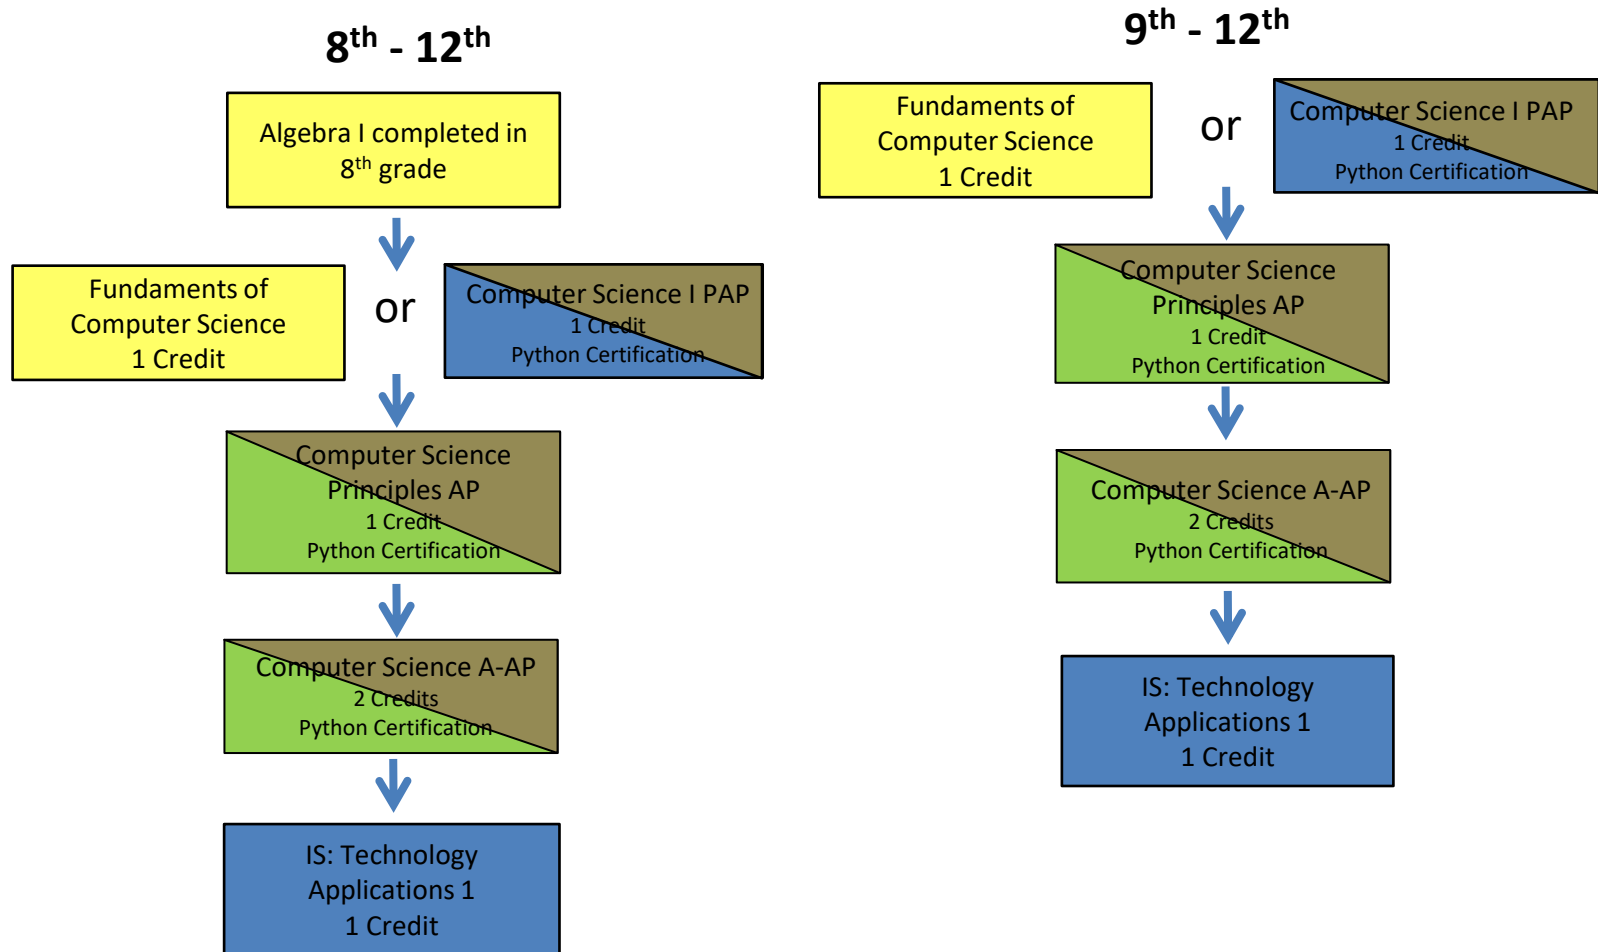 8th - 12th
Algebra I completed in
8th grade
Fundaments of
Computer Science
1 Credit
or
Computer Science I PAP
1 Credit
Python Certification
Computer Science
Principles AP
1 Credit
Python Certification
Computer Science A-AP
2 Credits
Python Certification
IS: Technology
Applications 1
1 Credit
9th - 12th
Fundaments of
Computer Science
1 Credit
or
Computer Science I PAP
1 Credit
Python Certification
Computer Science
Principles AP
1 Credit
Python Certification
Computer Science A-AP
2 Credits
Python Certification
IS: Technology
Applications 1
1 Credit